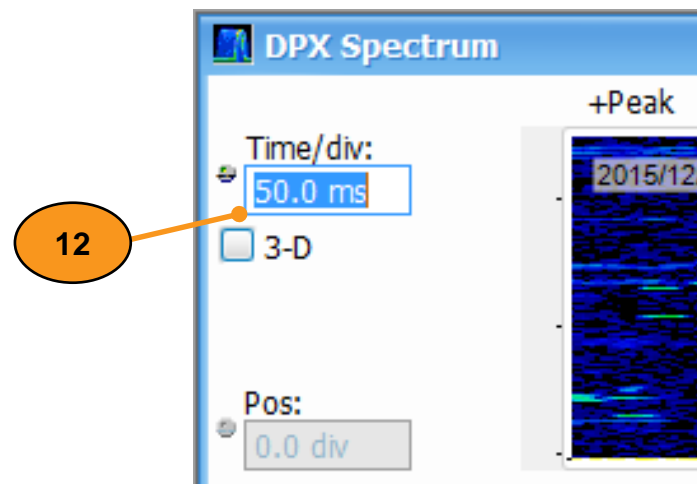 DPX Spectrum
+Peak
Time/div:
50.0 ms
2015/12
12
3-D
Pos:
0.0 div